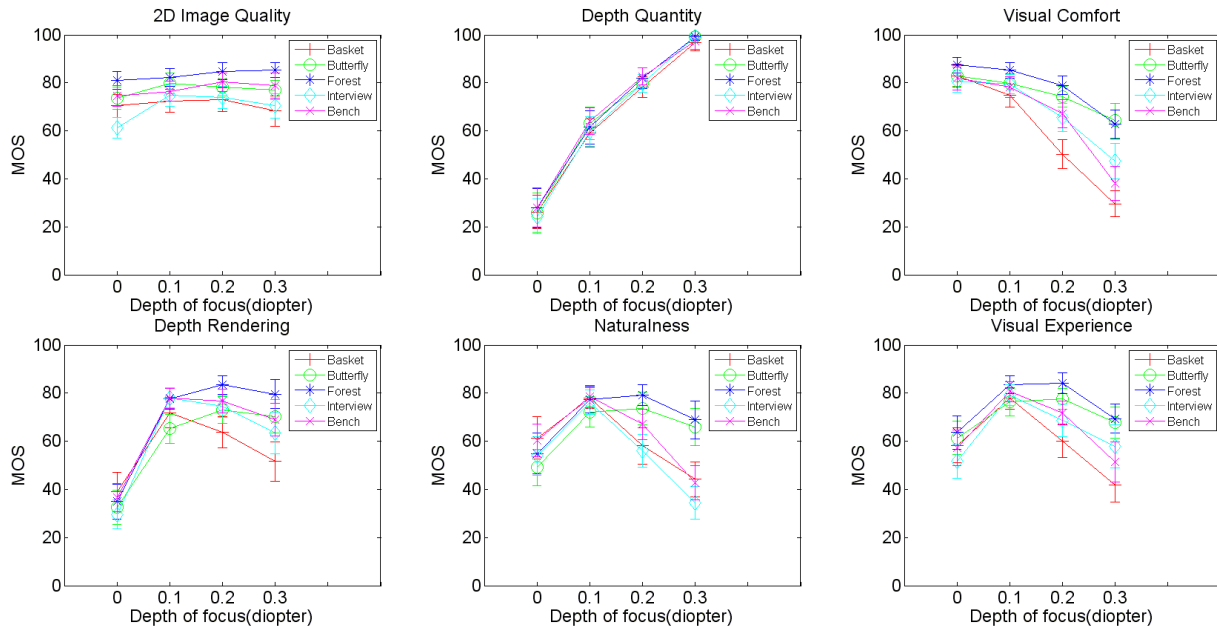 2D Image Quality
100
80
60
40
20
0
MOS
0 0.1 0.2 0.3
Depth of focus(diopter)
Basket
Butterfly
Forest
Interview
Bench
Depth Quantity
100
80
60
40
20
0
MOS
0 0.1 0.2 0.3
Depth of focus(diopter)
Basket
Butterfly
Forest
Interview
Bench
Visual Comfort
100
80
60
40
20
0
MOS
0 0.1 0.2 0.3
Depth of focus(diopter)
Basket
Butterfly
Forest
Interview
Bench
Depth Rendering
100
80
60
40
20
0
MOS
0 0.1 0.2 0.3
Depth of focus(diopter)
Basket
Butterfly
Forest
Interview
Bench
Naturalness
100
80
60
40
20
0
MOS
0 0.1 0.2 0.3
Depth of focus(diopter)
Basket
Butterfly
Forest
Interview
Bench
Visual Experience
100
80
60
40
20
0
MOS
0 0.1 0.2 0.3
Depth of focus(diopter)
Basket
Butterfly
Forest
Interview
Bench